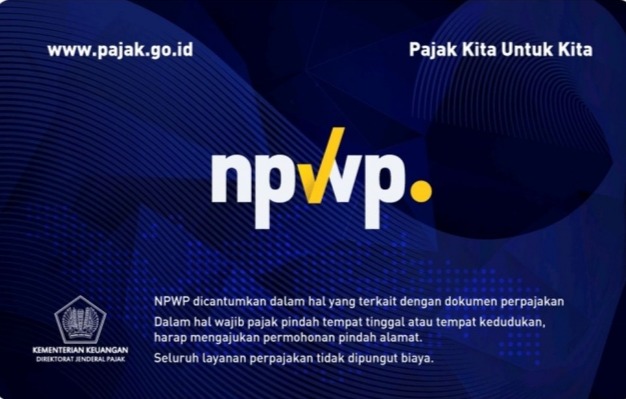 www.pajak.go.id
Pajak Kita Untuk Kita
npwp.
NPWP dicantumkan dalam hal yang terkait dengan dokumen perpajakan
Dalam hal wajib pajak pindah tempat tinggal atau tempat kedudukan,
harap mengajukan permohonan pindah alamat.
Seluruh layanan perpajakan tidak dipungut biaya.
KEMENTERIAN KEUANGAN
DIREKTORAT JENDERAL PAJAK